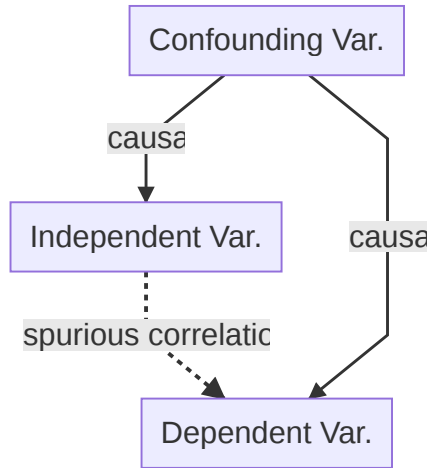 Confounding Var.
causa
Independent Var.
causa
spurious correlatio
Dependent Var.